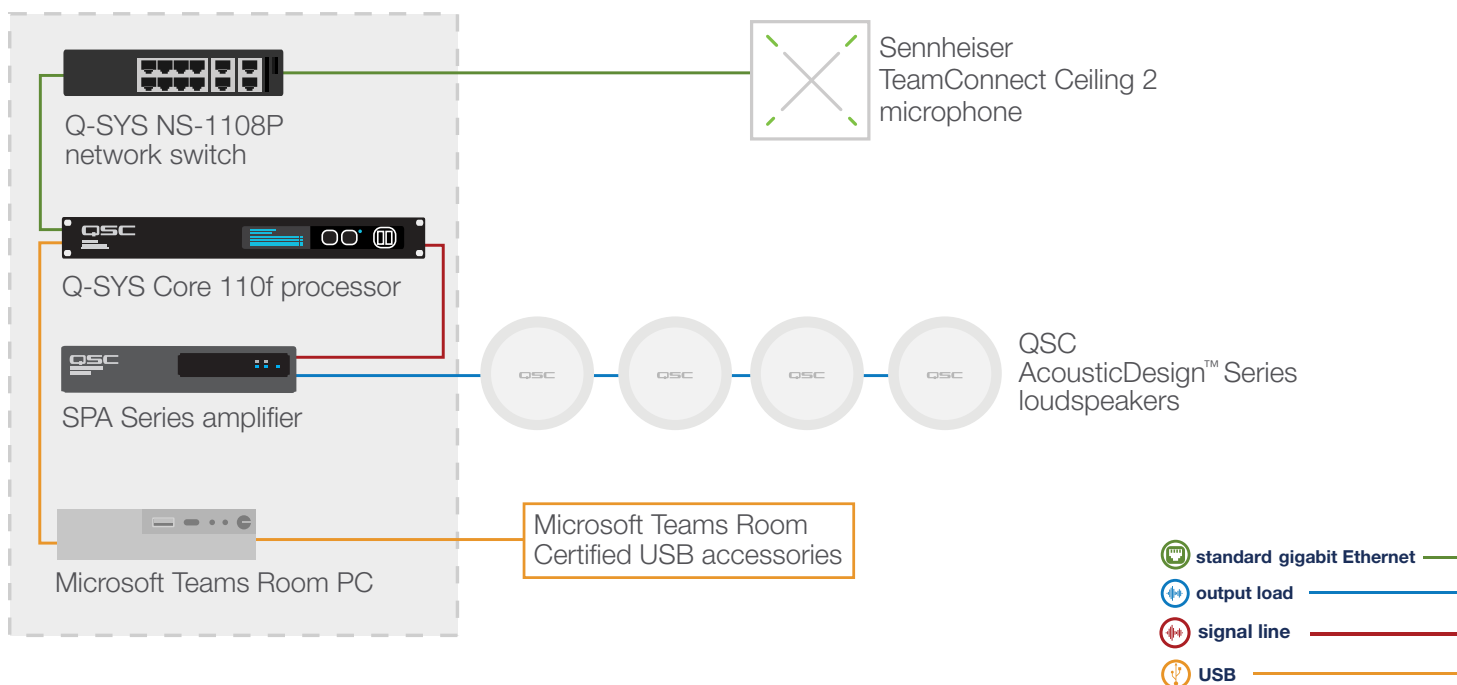 Q-SYS NS-1108P
network switch
Sennheiser
TeamConnect Ceiling 2
microphone
QSC
Q-SYS Core 110f processor
QSC
SPA Series amplifier
QSC
QSC
QSC
QSC
QSC
AcousticDesign™ Series
loudspeakers
Microsoft Teams Room PC
Microsoft Teams Room
Certified USB accessories
standard gigabit Ethernet
output load
signal line
USB